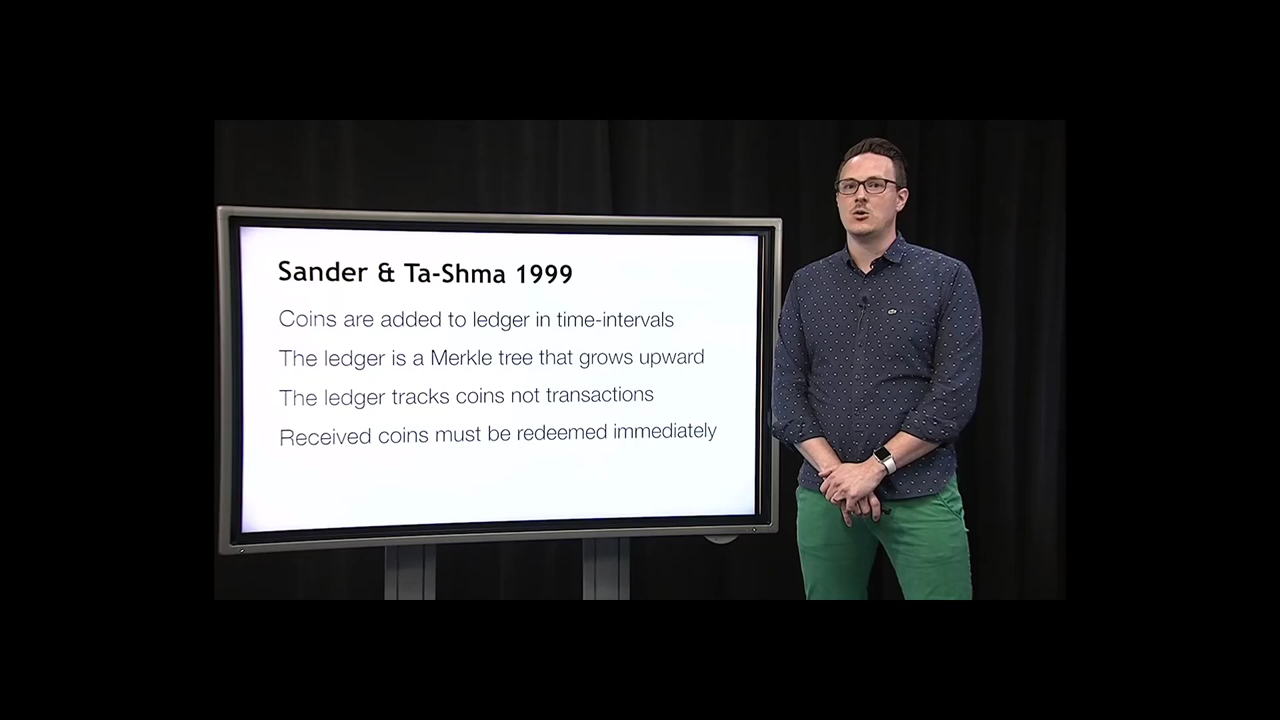 Sander & Ta-Shma 1999
Coins are added to ledger in time-intervals
The ledger is a Merkle tree that grows upward
The ledger tracks coins not transactions
Received coins must be redeemed immediately